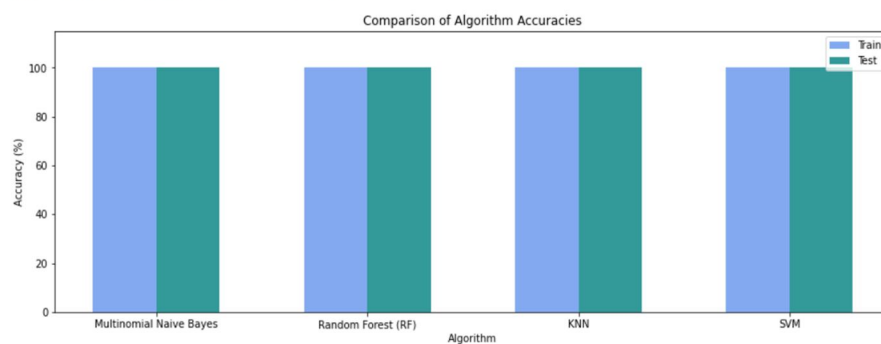 Comparison of Algorithm Accuracies
Train
Test
100
80
60
40
20
0
Accuracy (%)
Multinomial Naive Bayes
Random Forest (RF)
KNN
SVM
Algorithm